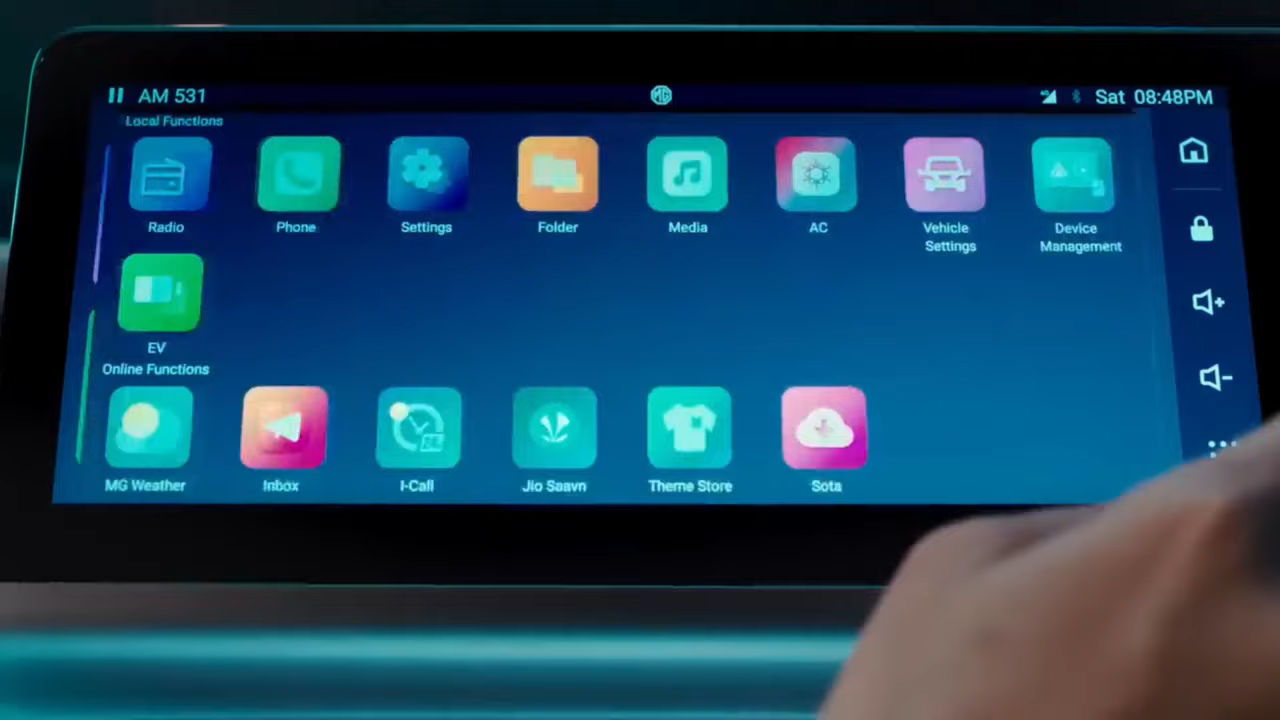 AM 531
MG
Sat 08:48PM
Local Functions
Radio
Phone
Settings
Folder
Media
AC
Vehicle
Settings
Device
Management
EV
Online Functions
MG Weather
Inbox
I-Call
Jio Saavn
Theme Store
Sota